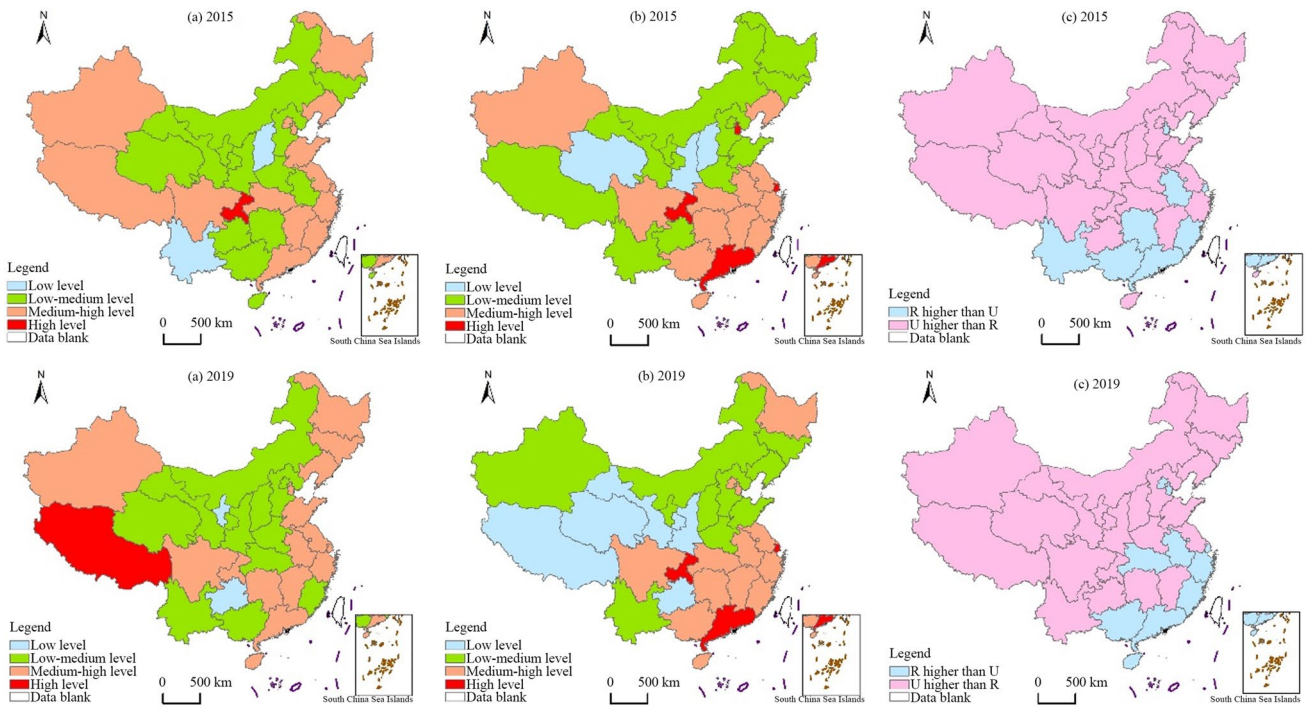 N
(a) 2015
Legend
Low level
Low-medium level
Medium-high level
High level
Data blank
0 500 km
South China Sea Islands
N
(b) 2015
Legend
Low level
Low-medium level
Medium-high level
High level
Data blank
0 500 km
South China Sea Islands
N
(c) 2015
Legend
R higher than U
U higher than R
Data blank
0 500 km
South China Sea Islands
N
(a) 2019
Legend
Low level
Low-medium level
Medium-high level
High level
Data blank
0 500 km
South China Sea Islands
N
(b) 2019
Legend
Low level
Low-medium level
Medium-high level
High level
Data blank
0 500 km
South China Sea Islands
N
(c) 2019
Legend
R higher than U
U higher than R
Data blank
0 500 km
South China Sea Islands